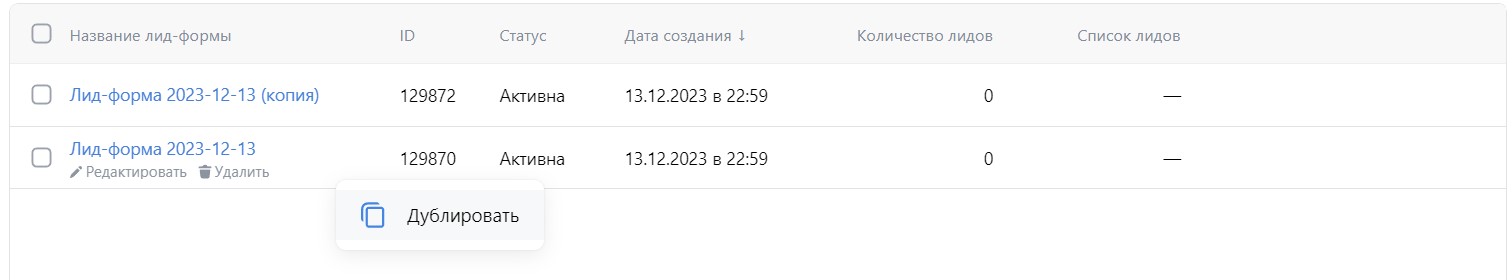 Название лид-формы ID Статус Дата создания ↓ Количество лидов Список лидов
Лид-форма 2023-12-13 (копия) 129872 Активна 13.12.2023 в 22:59 0 —
Лид-форма 2023-12-13 129870 Активна 13.12.2023 в 22:59 0 —
Редактировать Удалить
Дублировать